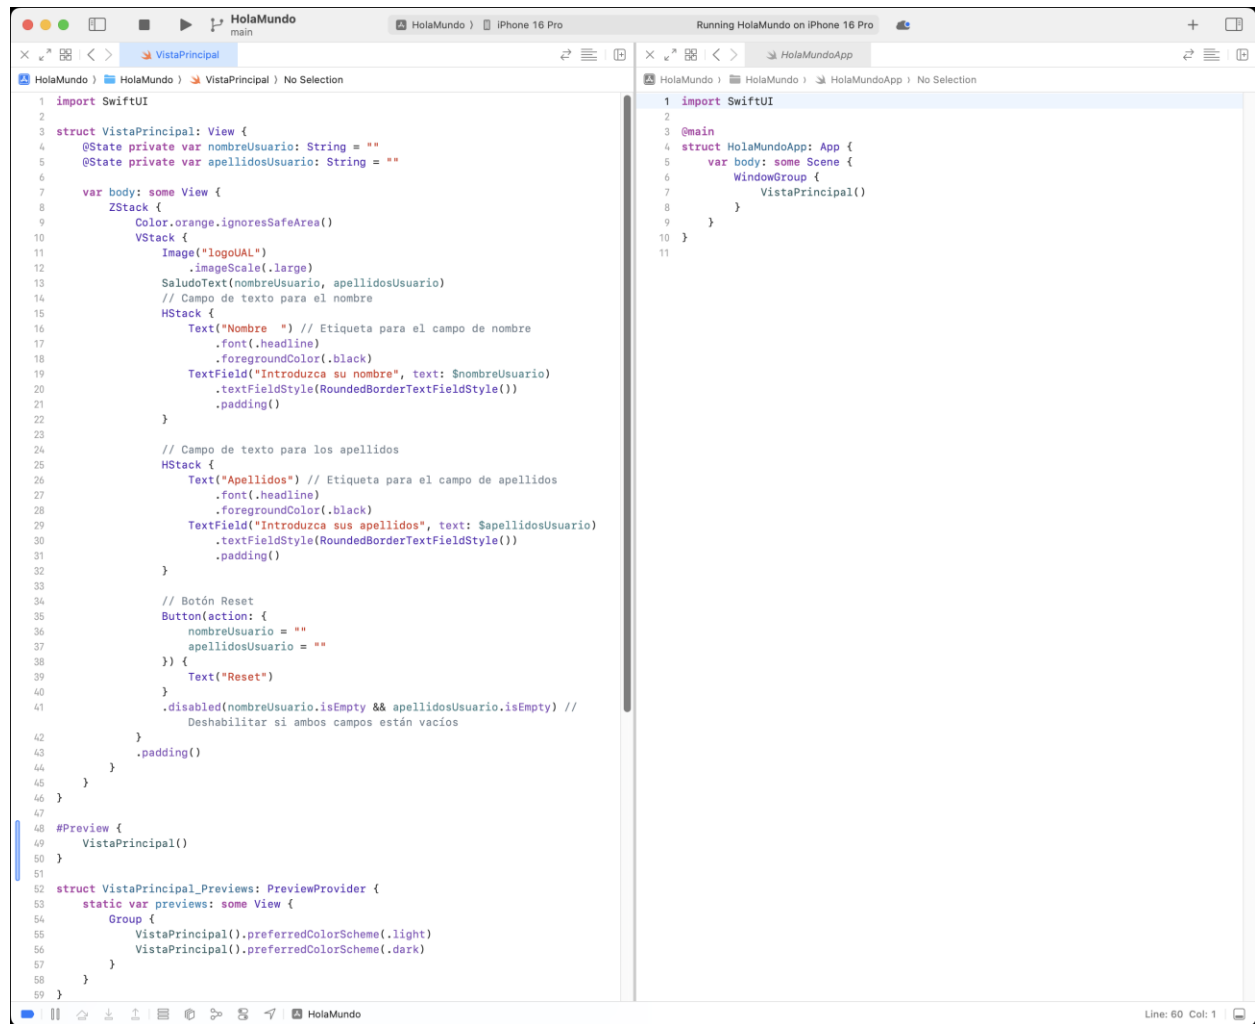 HolaMundo
main
HolaMundo ⟩ iPhone 16 Pro
Running HolaMundo on iPhone 16 Pro
VistaPrincipal
HolaMundo ⟩ HolaMundo ⟩ VistaPrincipal ⟩ No Selection
1 import SwiftUI
2
3 struct VistaPrincipal: View {
4     @State private var nombreUsuario: String = ""
5     @State private var apellidosUsuario: String = ""
6
7     var body: some View {
8         ZStack {
9             Color.orange.ignoresSafeArea()
10             VStack {
11                 Image("logoUAL")
12                     .imageScale(.large)
13                 SaludoText(nombreUsuario, apellidosUsuario)
14                 // Campo de texto para el nombre
15                 HStack {
16                     Text("Nombre  ") // Etiqueta para el campo de nombre
17                         .font(.headline)
18                         .foregroundColor(.black)
19                     TextField("Introduzca su nombre", text: $nombreUsuario)
20                         .textFieldStyle(RoundedBorderTextFieldStyle())
21                         .padding()
22                 }
23
24                 // Campo de texto para los apellidos
25                 HStack {
26                     Text("Apellidos") // Etiqueta para el campo de apellidos
27                         .font(.headline)
28                         .foregroundColor(.black)
29                     TextField("Introduzca sus apellidos", text: $apellidosUsuario)
30                         .textFieldStyle(RoundedBorderTextFieldStyle())
31                         .padding()
32                 }
33
34                 // Botón Reset
35                 Button(action: {
36                     nombreUsuario = ""
37                     apellidosUsuario = ""
38                 }) {
39                     Text("Reset")
40                 }
41                 .disabled(nombreUsuario.isEmpty && apellidosUsuario.isEmpty) //
                    Deshabilitar si ambos campos están vacíos
42             }
43             .padding()
44         }
45     }
46 }
47
48 #Preview {
49     VistaPrincipal()
50 }
51
52 struct VistaPrincipal_Previews: PreviewProvider {
53     static var previews: some View {
54         Group {
55             VistaPrincipal().preferredColorScheme(.light)
56             VistaPrincipal().preferredColorScheme(.dark)
57         }
58     }
59 }
HolaMundoApp
HolaMundo ⟩ HolaMundo ⟩ HolaMundoApp ⟩ No Selection
1 import SwiftUI
2
3 @main
4 struct HolaMundoApp: App {
5     var body: some Scene {
6         WindowGroup {
7             VistaPrincipal()
8         }
9     }
10 }
11
HolaMundo
Line: 60 Col: 1